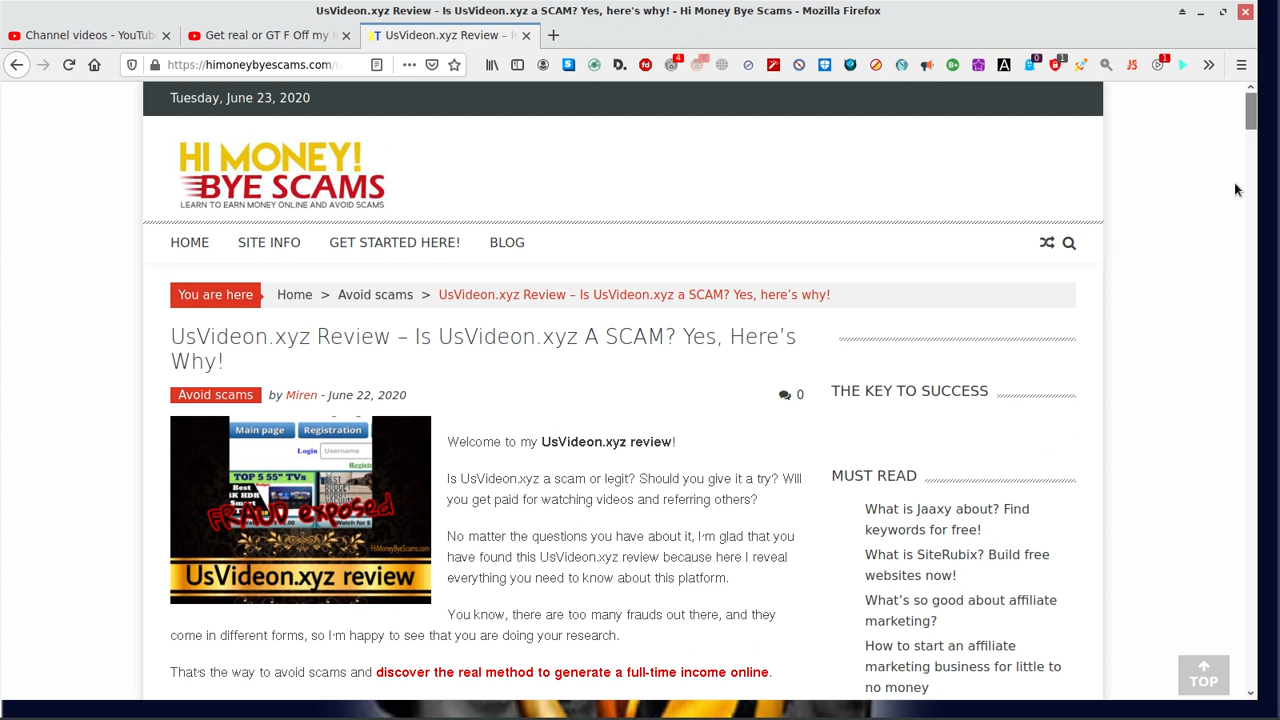 UsVideon.xyz Review – Is UsVideon.xyz a SCAM? Yes, here's why! - Hi Money Bye Scams - Mozilla Firefox
Channel videos - YouTube
Get real or GT F Off my
UsVideon.xyz Review – Is
https://himoneybyescams.com/u
Tuesday, June 23, 2020
HI MONEY!
BYE SCAMS
LEARN TO EARN MONEY ONLINE AND AVOID SCAMS
HOME SITE INFO GET STARTED HERE! BLOG
You are here Home > Avoid scams > UsVideon.xyz Review – Is UsVideon.xyz a SCAM? Yes, here's why!
UsVideon.xyz Review – Is UsVideon.xyz A SCAM? Yes, Here's
Why!
Avoid scams by Miren - June 22, 2020 0
Main page Registration
Login Username
TOP 5 55" TVs
Best
FRAUD exposed
HiMoneyByeScams.com
UsVideon.xyz review
Welcome to my UsVideon.xyz review!
Is UsVideon.xyz a scam or legit? Should you give it a try? Will
you get paid for watching videos and referring others?
No matter the questions you have about it, I'm glad that you
have found this UsVideon.xyz review because here I reveal
everything you need to know about this platform.
You know, there are too many frauds out there, and they
come in different forms, so I'm happy to see that you are doing your research.
That's the way to avoid scams and discover the real method to generate a full-time income online.
THE KEY TO SUCCESS
MUST READ
What is Jaaxy about? Find
keywords for free!
What is SiteRubix? Build free
websites now!
What's so good about affiliate
marketing?
How to start an affiliate
marketing business for little to
no money
TOP